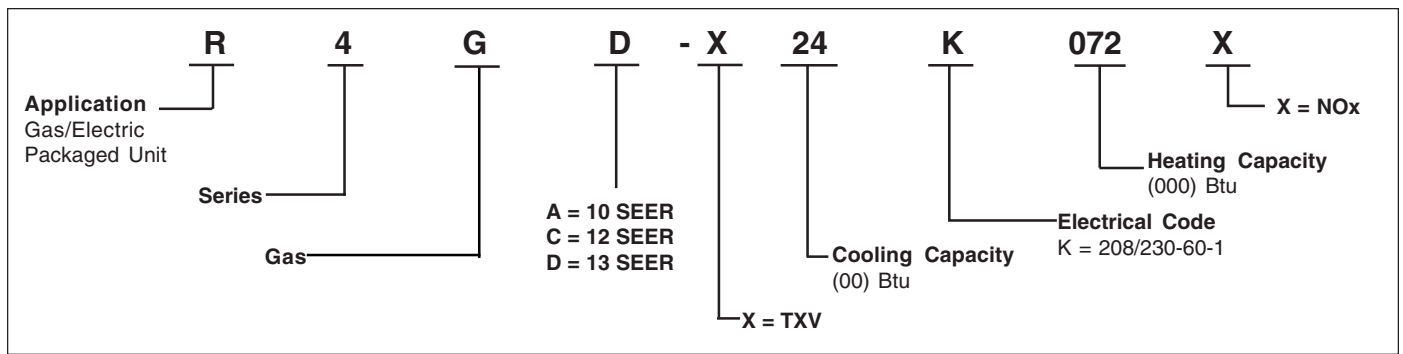 R 4 G D - X 24 K 072 X
Application
Gas/Electric
Packaged Unit
Series
Gas
A = 10 SEER
C = 12 SEER
D = 13 SEER
X = TXV
Cooling Capacity
(00) Btu
Electrical Code
K = 208/230-60-1
Heating Capacity
(000) Btu
X = NOx